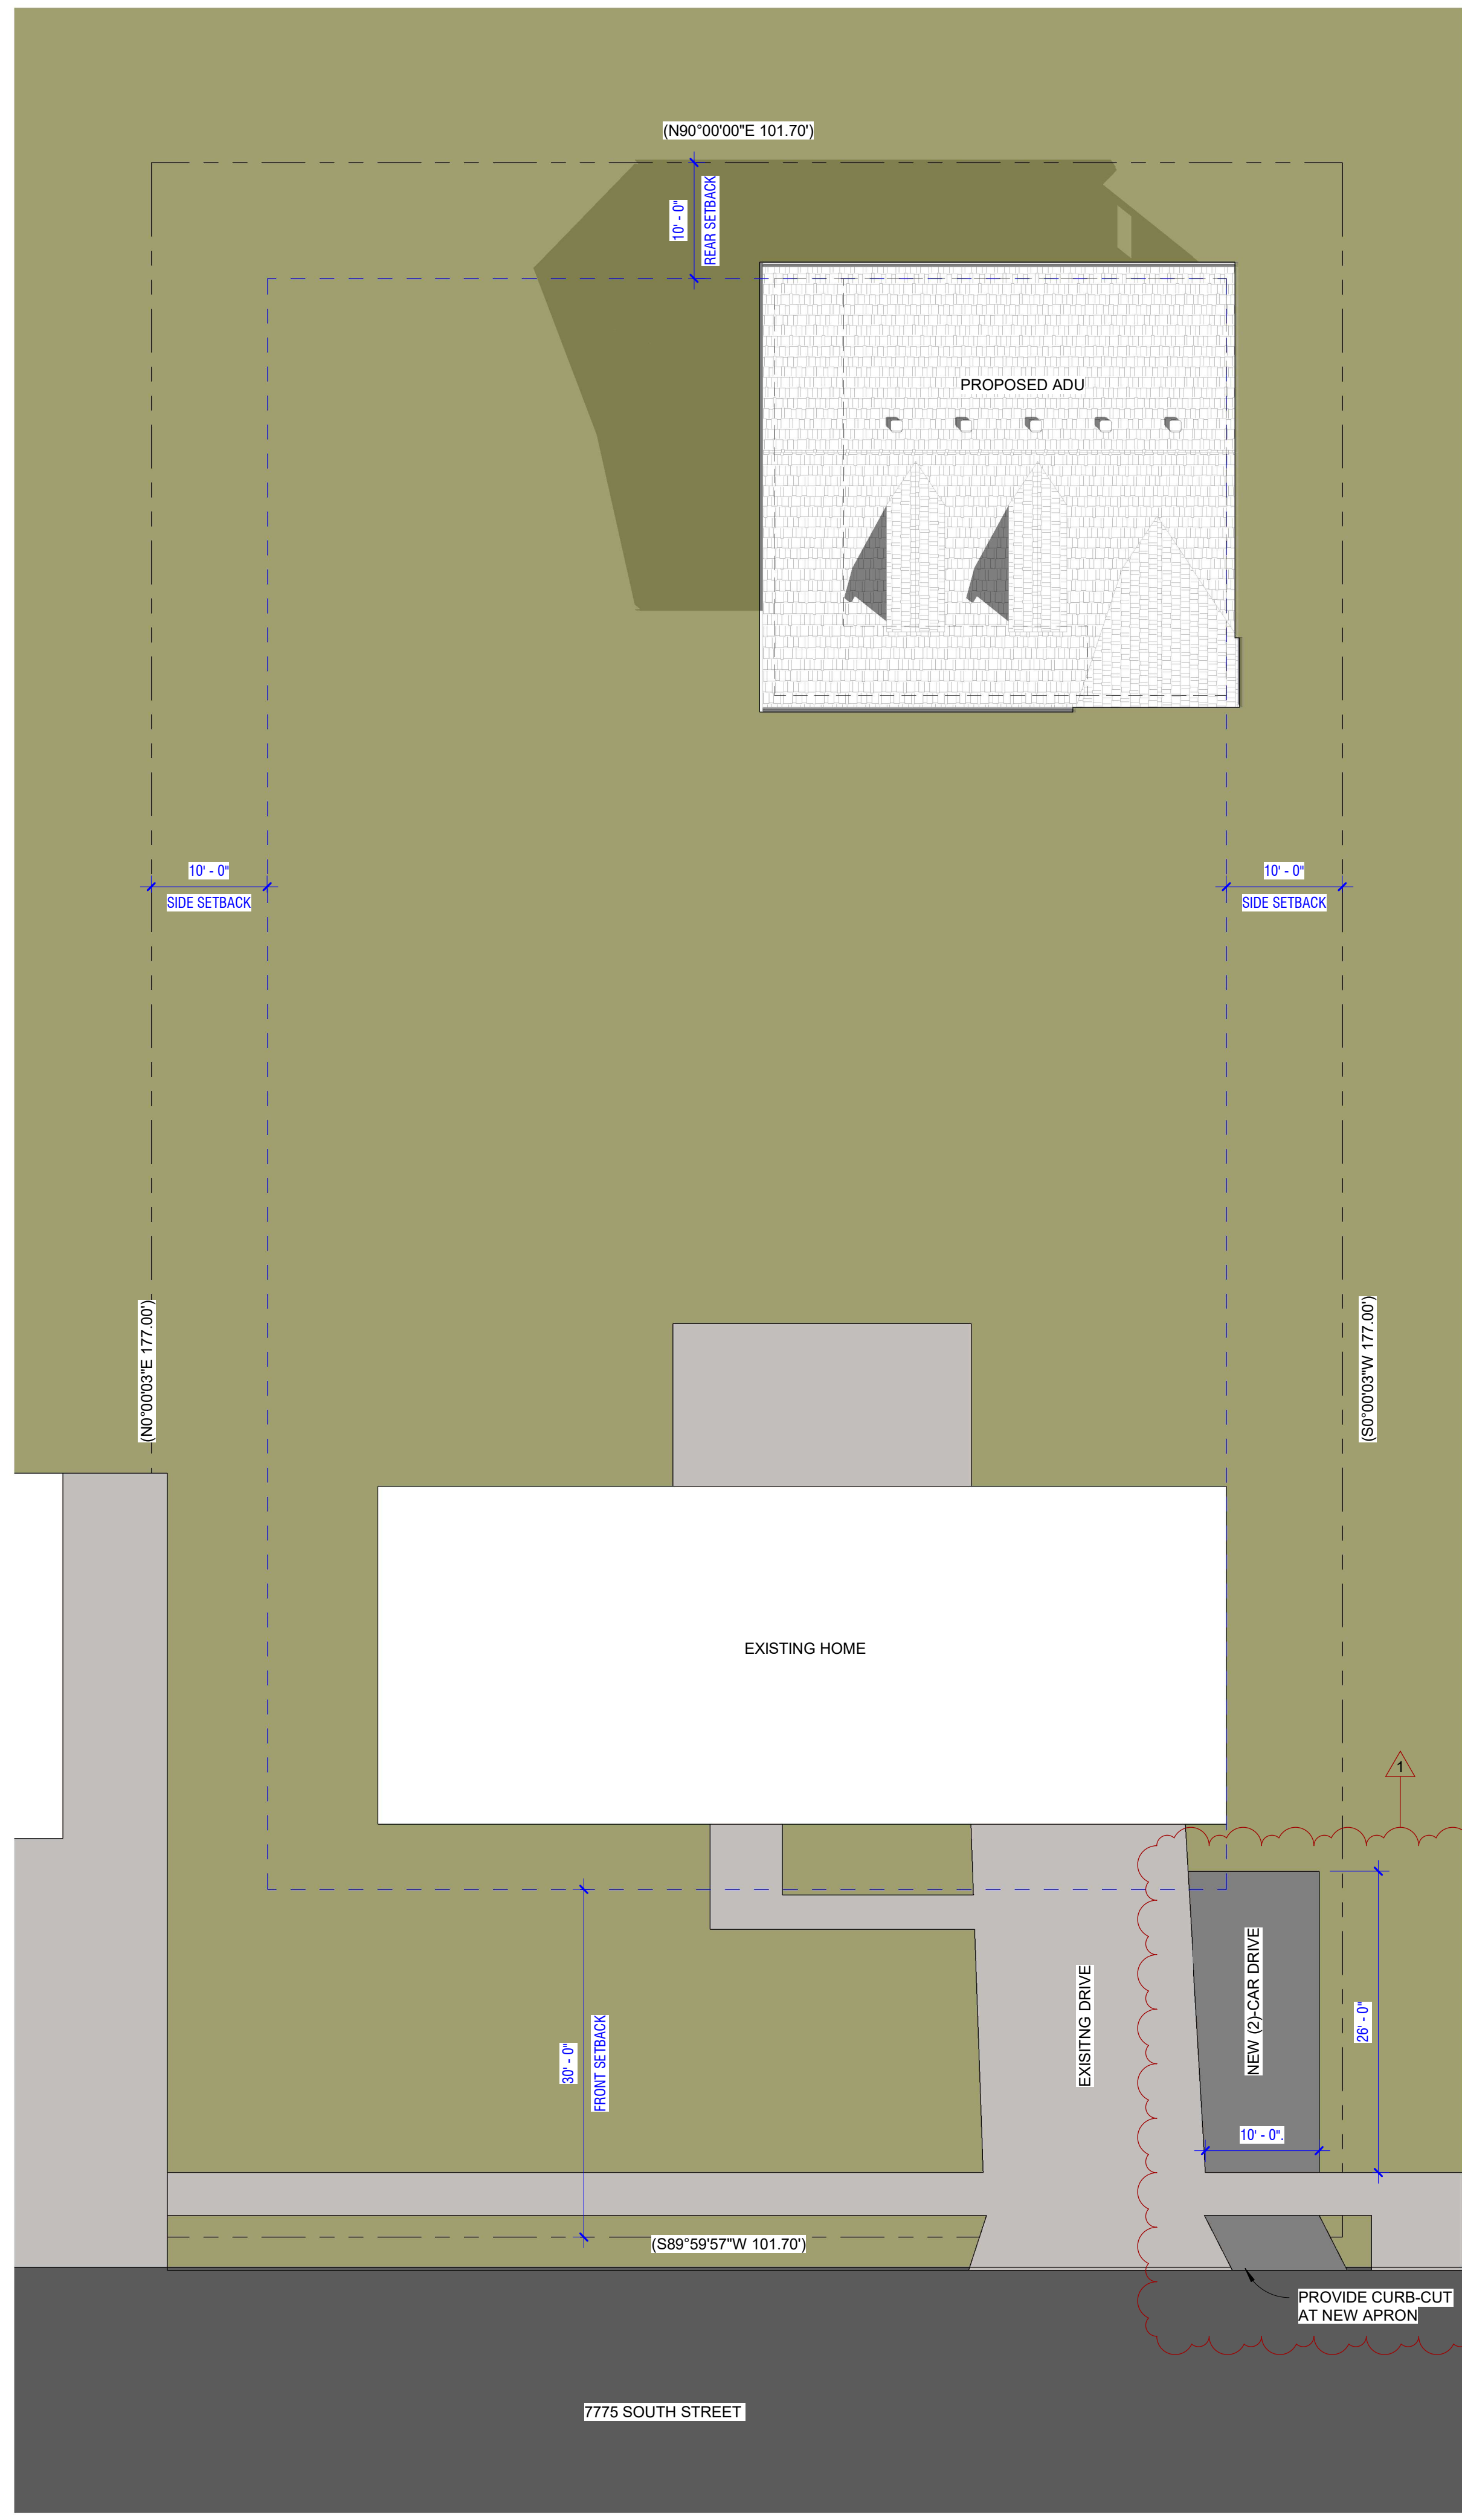 (N90°00'00"E 101.70')
10' - 0"
REAR SETBACK
PROPOSED ADU
10' - 0"
SIDE SETBACK
10' - 0"
SIDE SETBACK
(N0°00'03"E 177.00')
(S0°00'03"W 177.00')
EXISTING HOME
1
EXISITNG DRIVE
NEW (2)-CAR DRIVE
26' - 0"
30' - 0"
FRONT SETBACK
10' - 0".
(S89°59'57"W 101.70')
PROVIDE CURB-CUT
AT NEW APRON
7775 SOUTH STREET